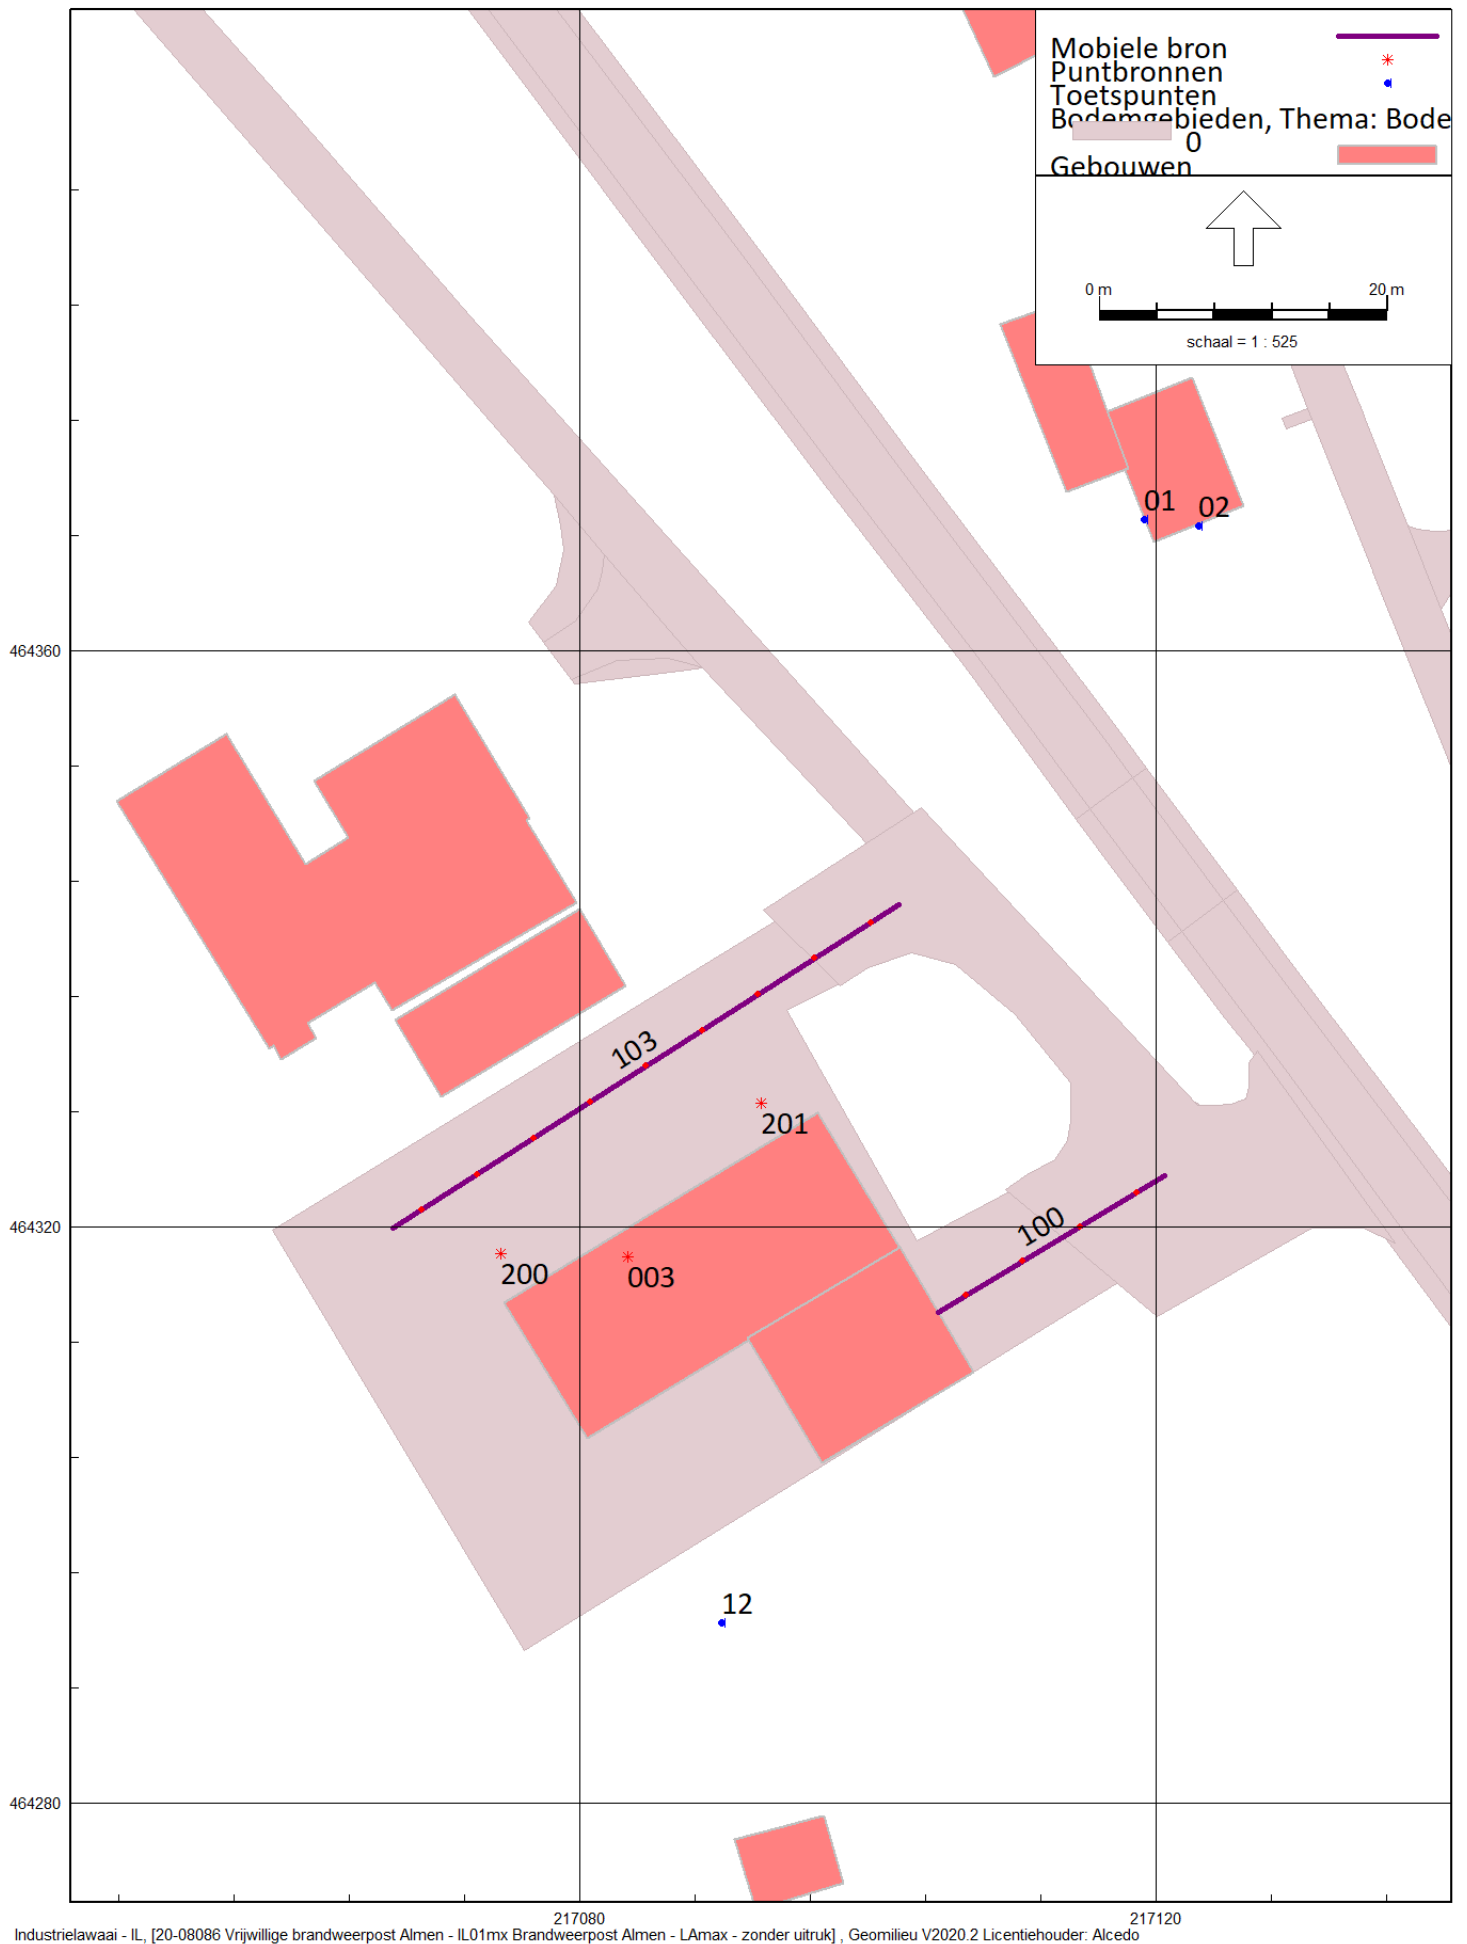 Mobiele bron
Puntbronnen
Toetspunten
Bodemgebieden, Thema: Bode
0
Gebouwen
0 m 20 m
schaal = 1 : 525
01
02
464360
103
201
100
464320
200
003
12
464280
217080 217120
Industrielawaai - IL, [20-08086 Vrijwillige brandweerpost Almen - IL01mx Brandweerpost Almen - LAmax - zonder uitruk] , Geomilieu V2020.2 Licentiehouder: Alcedo